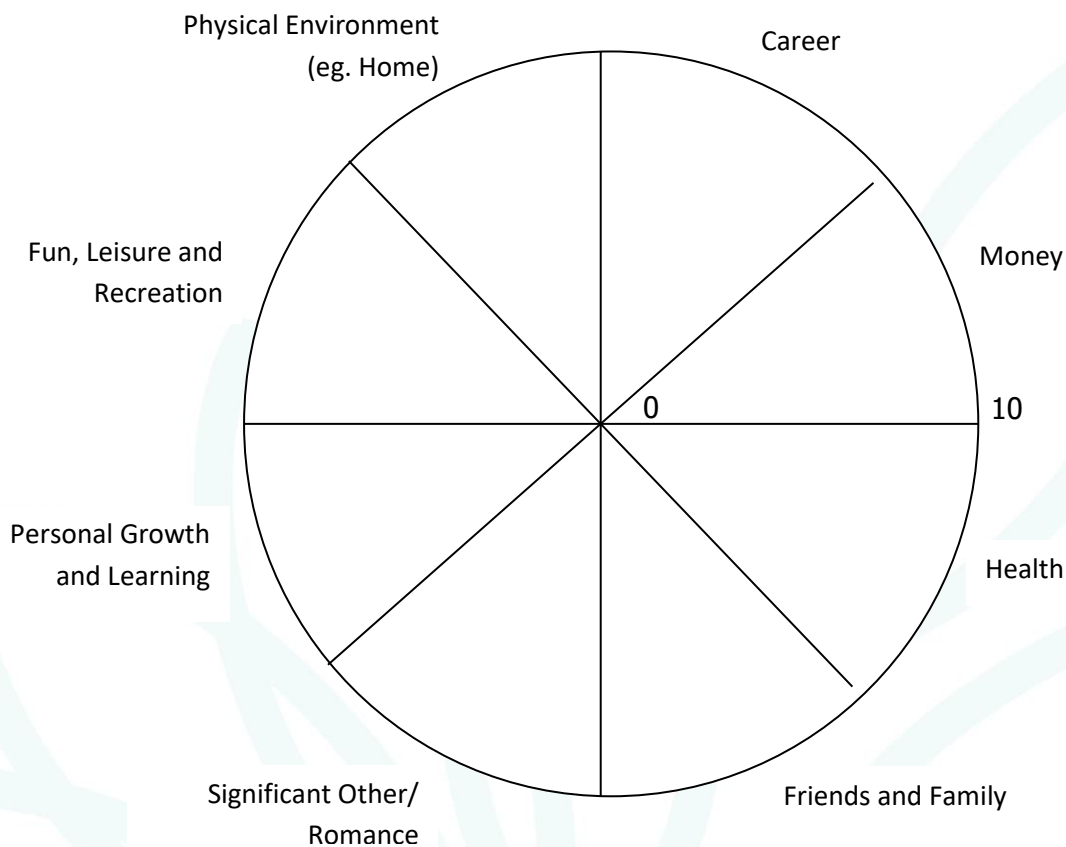 Physical Environment
(eg. Home)
Career
Fun, Leisure and
Recreation
Money
0
10
Personal Growth
and Learning
Health
Significant Other/
Romance
Friends and Family